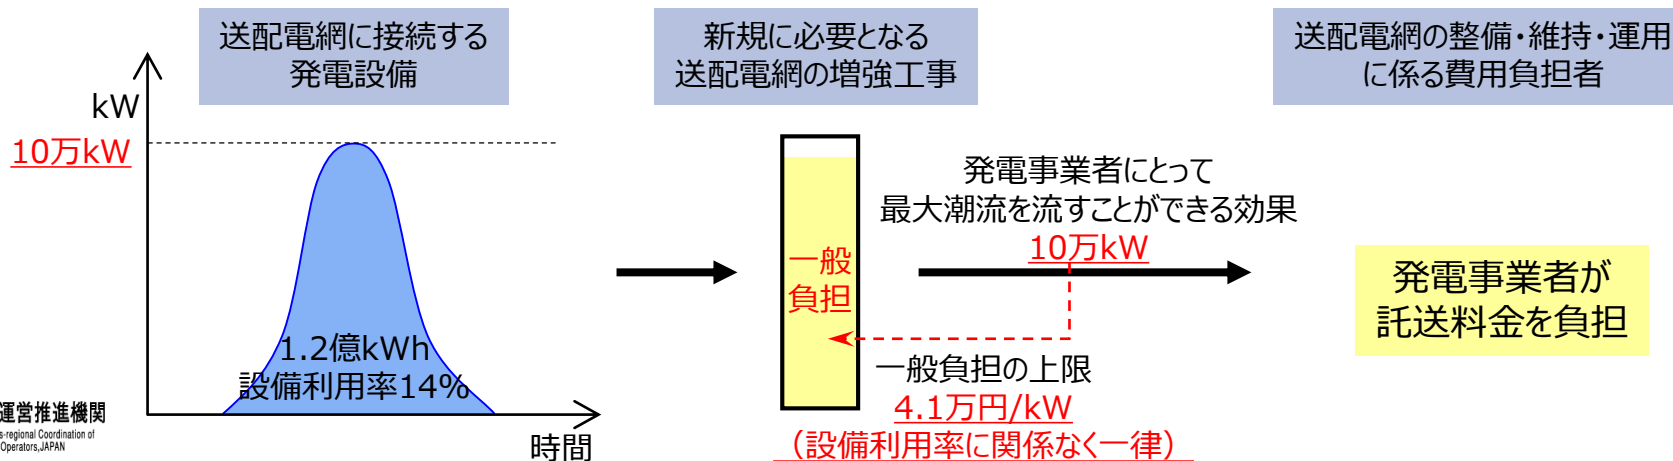 送配電網に接続する
発電設備
新規に必要となる
送配電網の増強工事
送配電網の整備・維持・運用
に係る費用負担者
kW
10万kW
1.2億kWh
設備利用率14%
時間
一般
負担
発電事業者にとって
最大潮流を流すことができる効果
10万kW
一般負担の上限
4.1万円/kW
（設備利用率に関係なく一律）
発電事業者が
託送料金を負担
運営推進機関
s-regional Coordination of
Operators,JAPAN